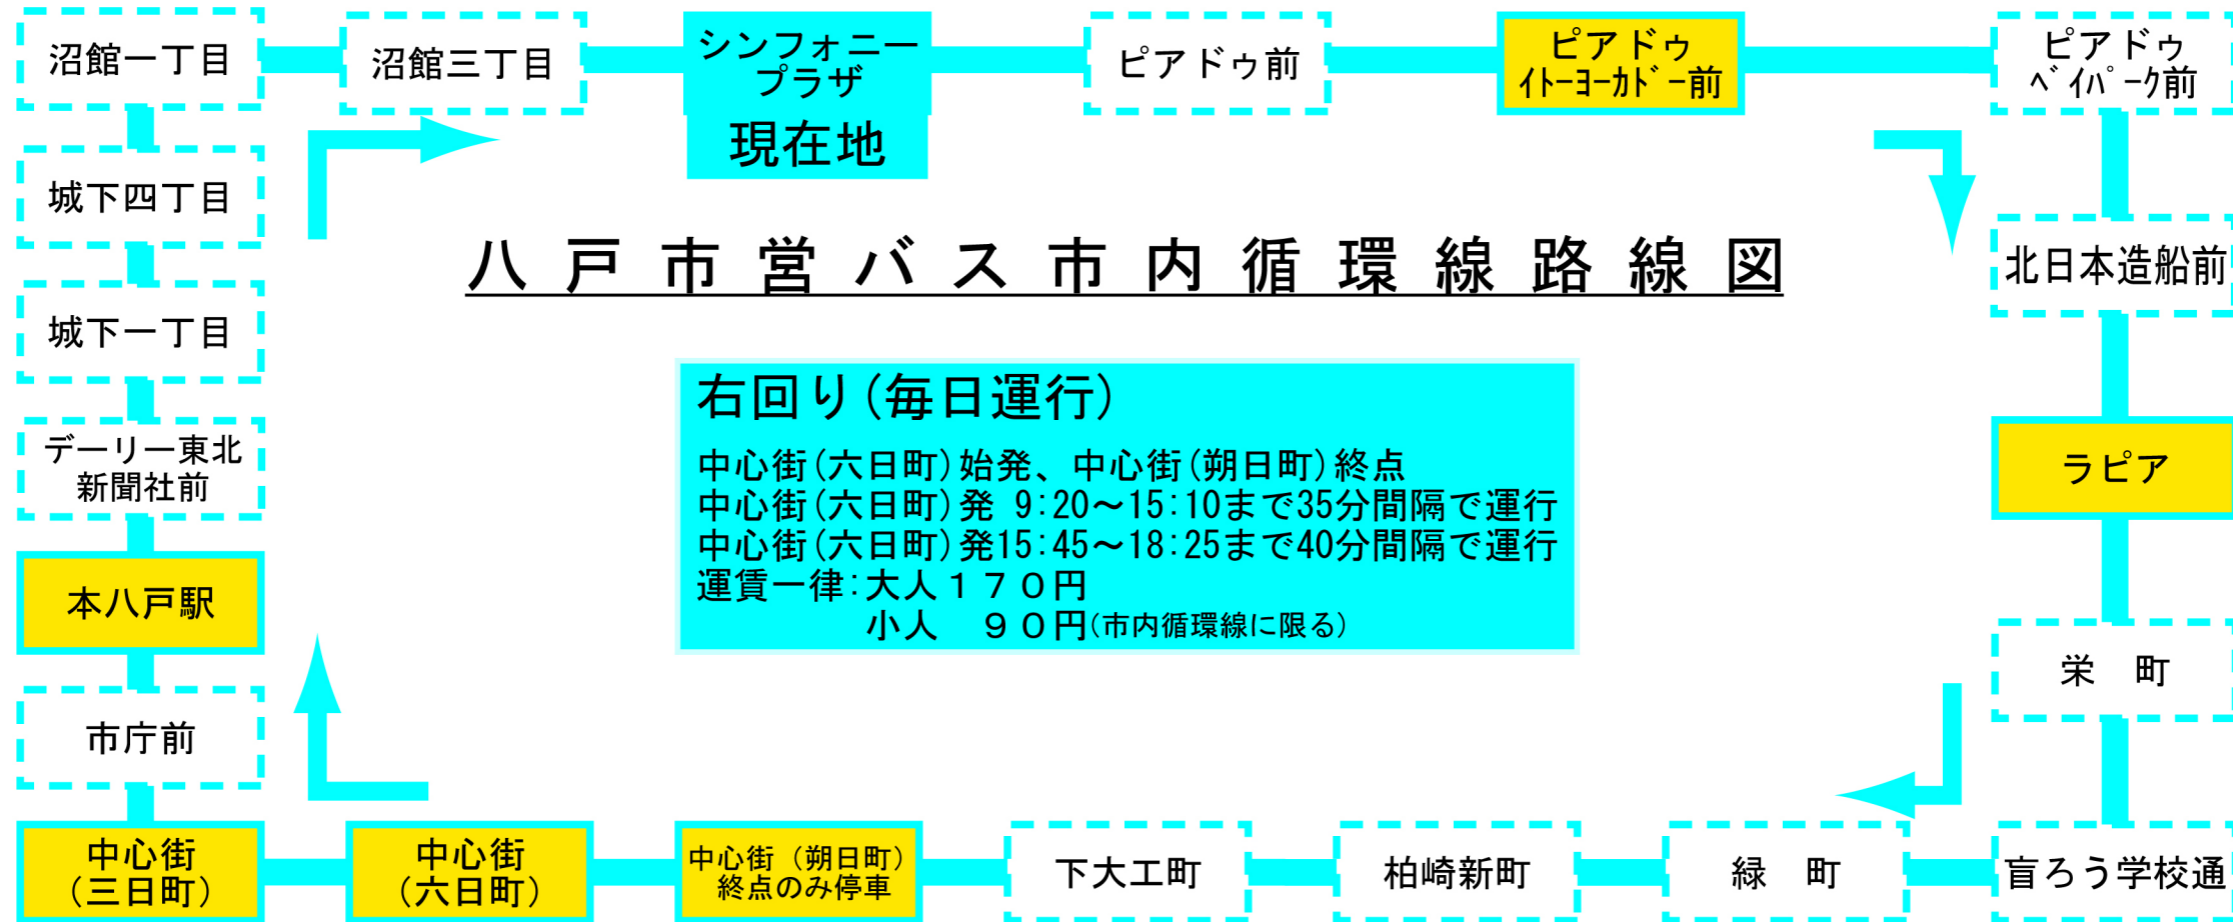 沼館一丁目
沼館三丁目
シンフォニー
プラザ
現在地
ピアドゥ前
ピアドゥ
ｲﾄｰﾖｰｶﾄﾞｰ前
ピアドゥ
ﾍﾞｲﾊﾟｰｸ前
城下四丁目
城下一丁目
デーリー東北
新聞社前
本八戸駅
市庁前
八戸市営バス市内循環線路線図
右回り(毎日運行)
中心街(六日町)始発、中心街(朔日町)終点
中心街(六日町)発 9:20～15:10まで35分間隔で運行
中心街(六日町)発15:45～18:25まで40分間隔で運行
運賃一律:大人１７０円
小人　９０円(市内循環線に限る)
北日本造船前
ラピア
栄　町
中心街
(三日町)
中心街
(六日町)
中心街（朔日町）
終点のみ停車
下大工町
柏崎新町
緑　町
盲ろう学校通